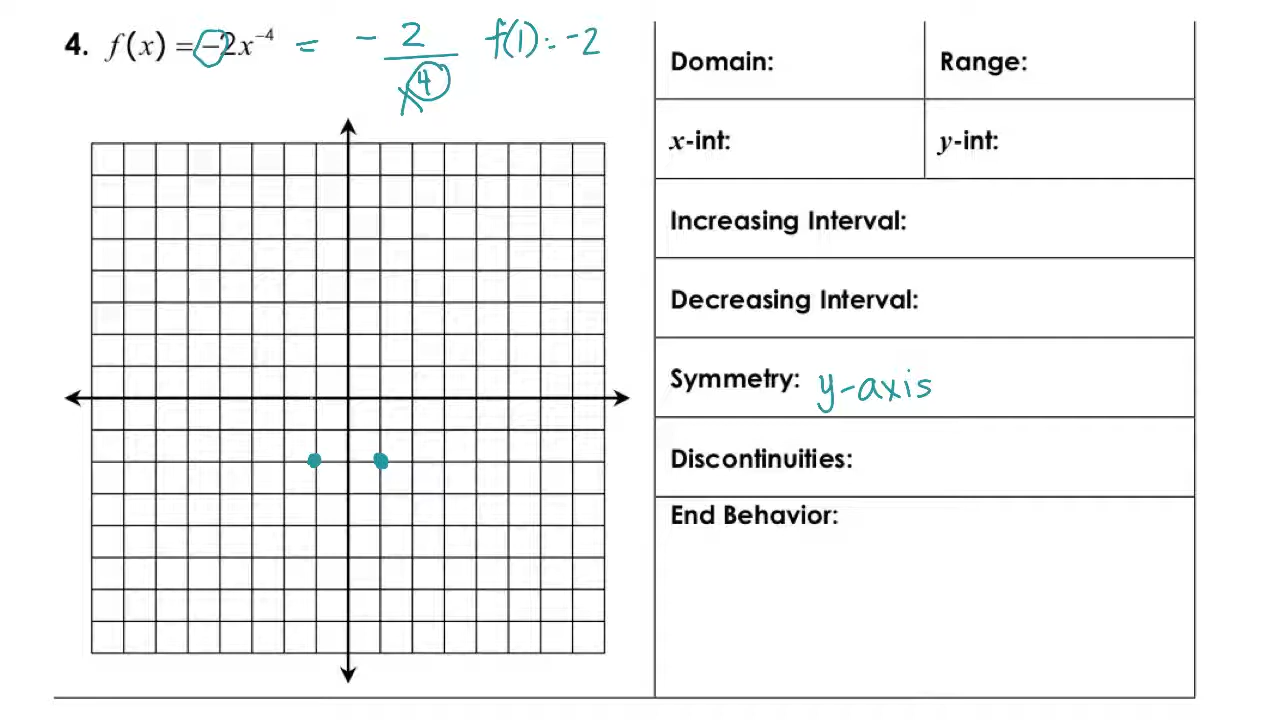 4. f(x) = −2x⁻⁴ = - 2/x⁴ f(1) = -2
Domain:
Range:
x-int:
y-int:
Increasing Interval:
Decreasing Interval:
Symmetry: y-axis
Discontinuities:
End Behavior: